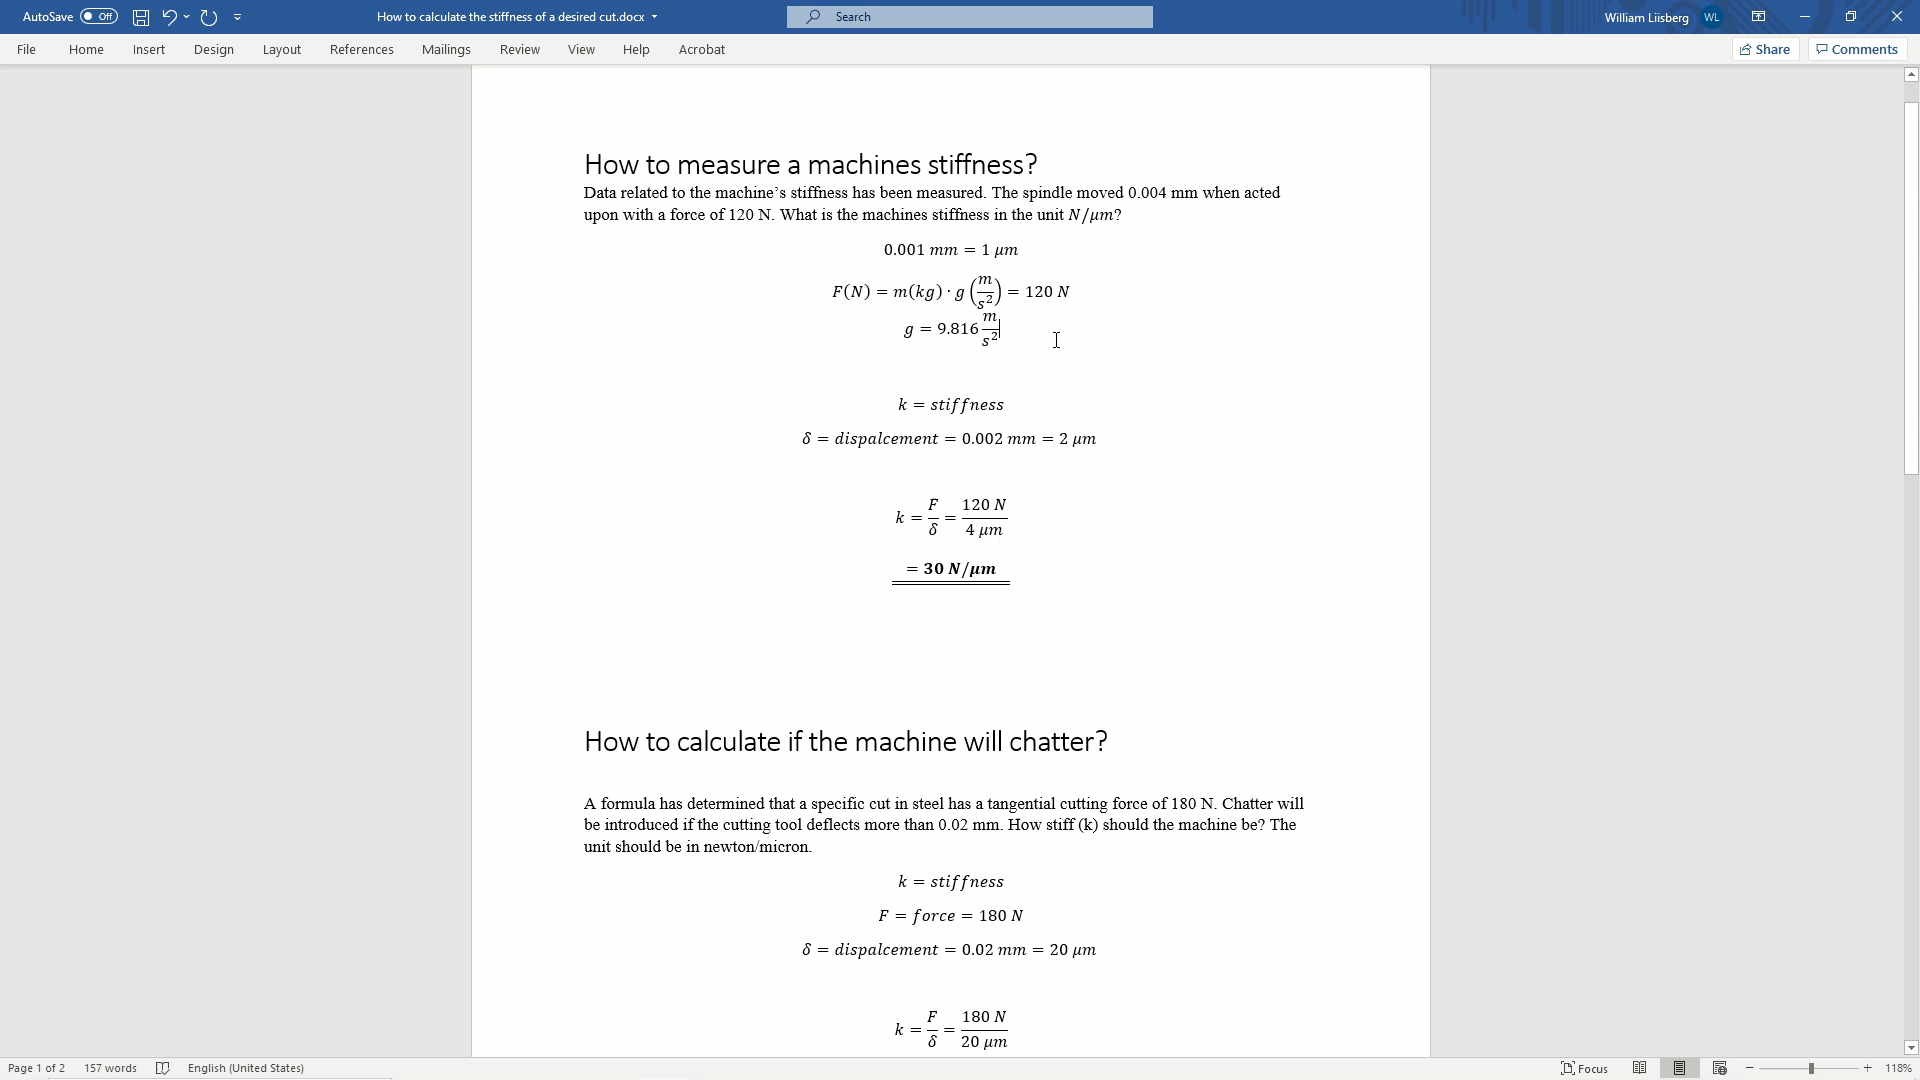 AutoSave Off How to calculate the stiffness of a desired cut.docx Search William Liisberg WL
File Home Insert Design Layout References Mailings Review View Help Acrobat Share Comments
How to measure a machines stiffness?
Data related to the machine’s stiffness has been measured. The spindle moved 0.004 mm when acted
upon with a force of 120 N. What is the machines stiffness in the unit N/μm?
0.001 mm = 1 μm
F(N) = m(kg) · g (m/s²) = 120 N
g = 9.816 m/s²
k = stiffness
δ = dispalcement = 0.002 mm = 2 μm
k = F/δ = 120 N/4 μm
= 30 N/μm
How to calculate if the machine will chatter?
A formula has determined that a specific cut in steel has a tangential cutting force of 180 N. Chatter will
be introduced if the cutting tool deflects more than 0.02 mm. How stiff (k) should the machine be? The
unit should be in newton/micron.
k = stiffness
F = force = 180 N
δ = dispalcement = 0.02 mm = 20 μm
k = F/δ = 180 N/20 μm
Page 1 of 2 157 words English (United States) Focus 118%